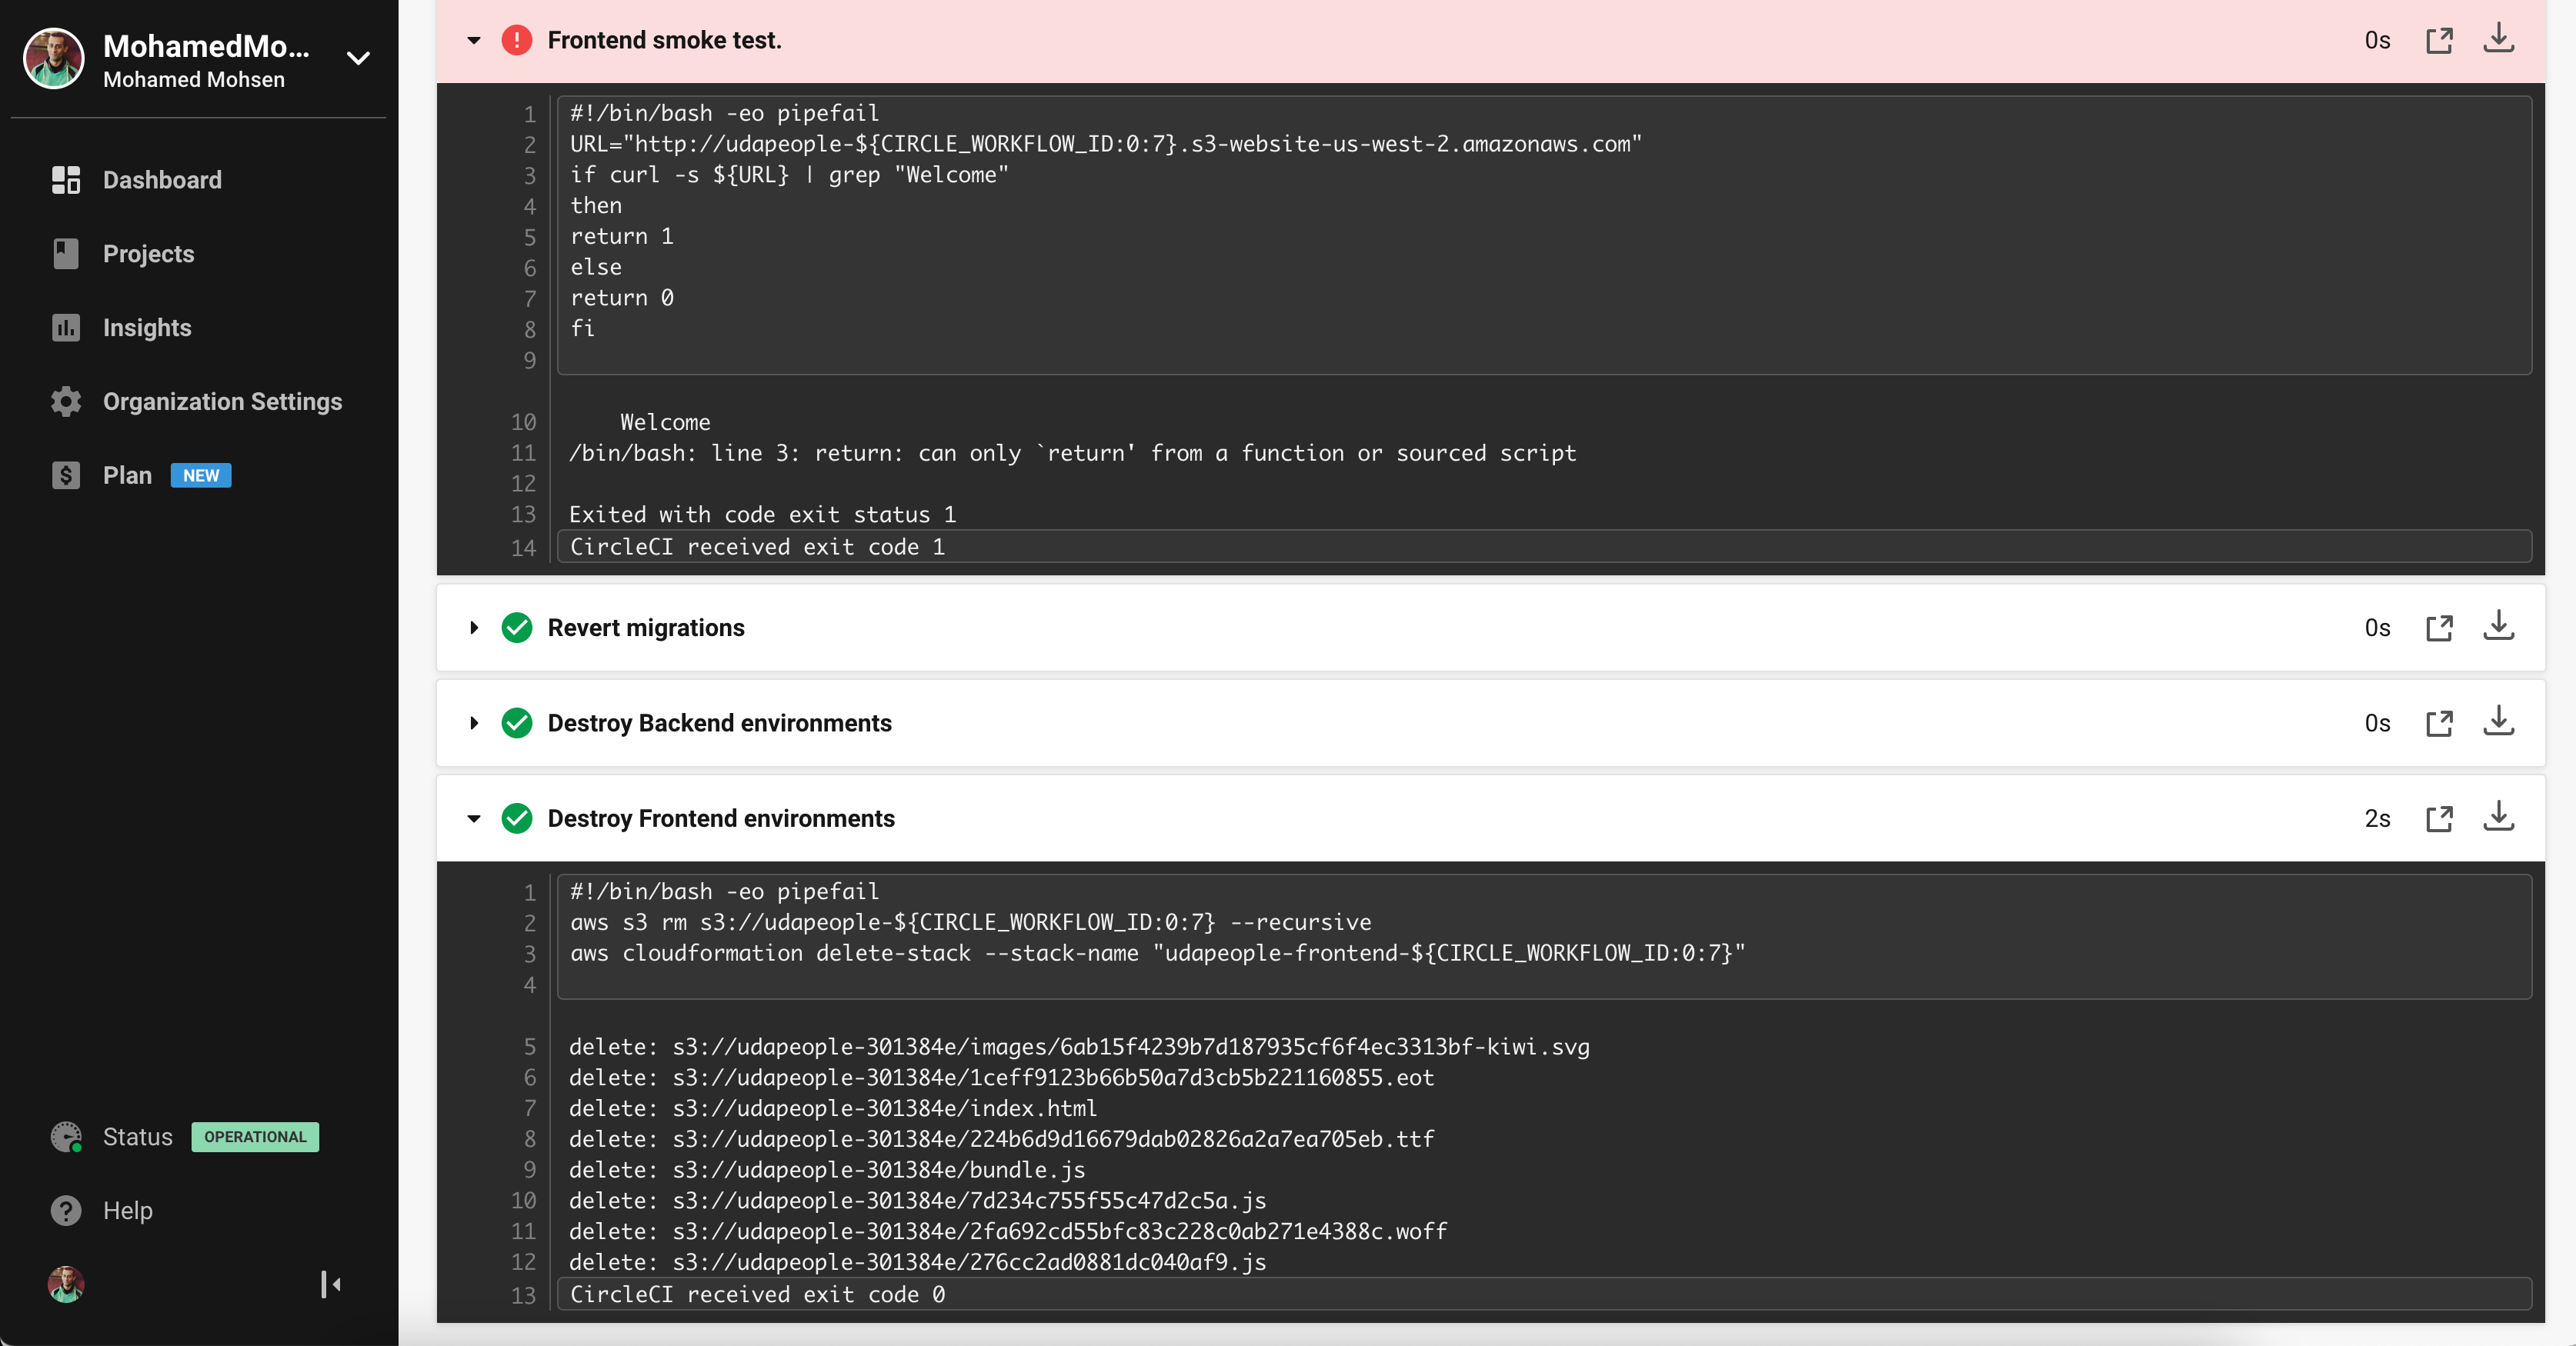 MohamedMo...
Mohamed Mohsen
Dashboard
Projects
Insights
Organization Settings
Plan NEW
Status OPERATIONAL
Help
Frontend smoke test. 0s
1 #!/bin/bash -eo pipefail
2 URL="http://udapeople-${CIRCLE_WORKFLOW_ID:0:7}.s3-website-us-west-2.amazonaws.com"
3 if curl -s ${URL} | grep "Welcome"
4 then
5 return 1
6 else
7 return 0
8 fi
9
10 Welcome
11 /bin/bash: line 3: return: can only `return' from a function or sourced script
12
13 Exited with code exit status 1
14 CircleCI received exit code 1
Revert migrations 0s
Destroy Backend environments 0s
Destroy Frontend environments 2s
1 #!/bin/bash -eo pipefail
2 aws s3 rm s3://udapeople-${CIRCLE_WORKFLOW_ID:0:7} --recursive
3 aws cloudformation delete-stack --stack-name "udapeople-frontend-${CIRCLE_WORKFLOW_ID:0:7}"
4
5 delete: s3://udapeople-301384e/images/6ab15f4239b7d187935cf6f4ec3313bf-kiwi.svg
6 delete: s3://udapeople-301384e/1ceff9123b66b50a7d3cb5b221160855.eot
7 delete: s3://udapeople-301384e/index.html
8 delete: s3://udapeople-301384e/224b6d9d16679dab02826a2a7ea705eb.ttf
9 delete: s3://udapeople-301384e/bundle.js
10 delete: s3://udapeople-301384e/7d234c755f55c47d2c5a.js
11 delete: s3://udapeople-301384e/2fa692cd55bfc83c228c0ab271e4388c.woff
12 delete: s3://udapeople-301384e/276cc2ad0881dc040af9.js
13 CircleCI received exit code 0